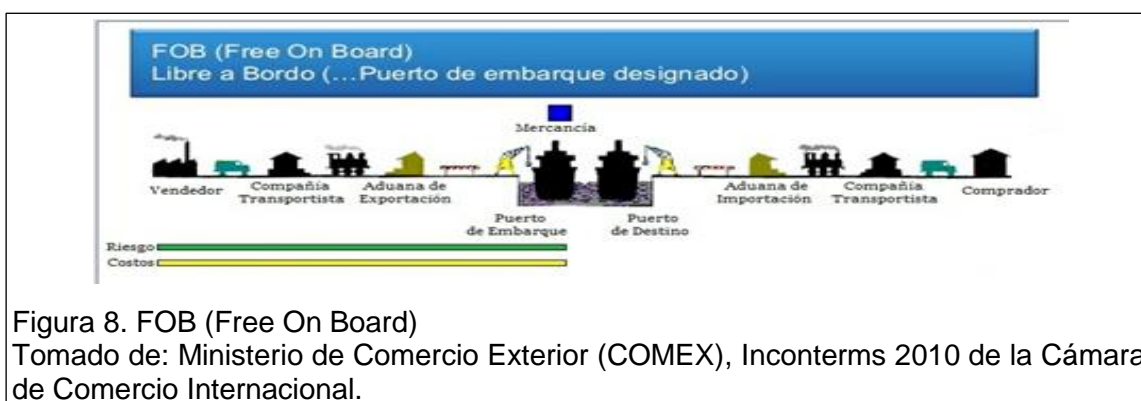 FOB (Free On Board)
Libre a Bordo (...Puerto de embarque designado)
Mercancía
Vendedor
Compañía
Transportista
Aduana de
Exportación
Puerto
de Embarque
Puerto
de Destino
Aduana de
Importación
Compañía
Transportista
Comprador
Riesgo
Costos
Figura 8. FOB (Free On Board)
Tomado de: Ministerio de Comercio Exterior (COMEX), Inconterms 2010 de la Cámara
de Comercio Internacional.